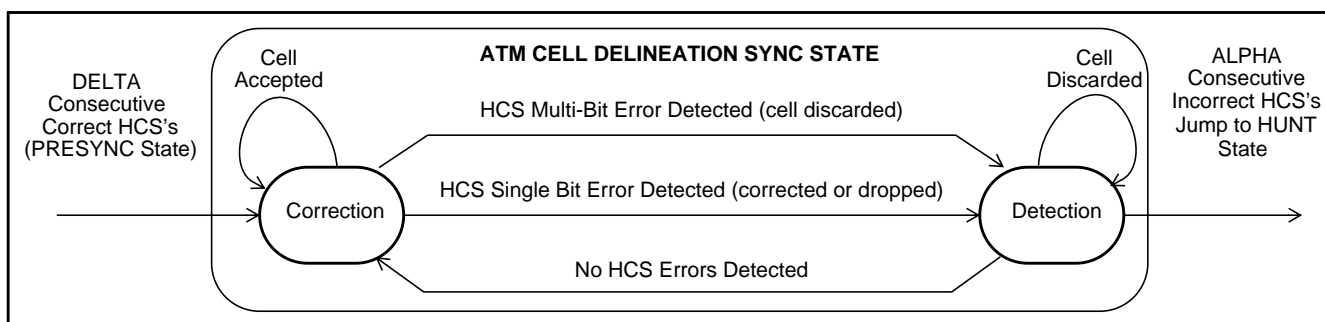 ATM CELL DELINEATION SYNC STATE
DELTA
Consecutive
Correct HCS's
(PRESYNC State)
Cell
Accepted
HCS Multi-Bit Error Detected (cell discarded)
Cell
Discarded
ALPHA
Consecutive
Incorrect HCS's
Jump to HUNT
State
Correction
HCS Single Bit Error Detected (corrected or dropped)
Detection
No HCS Errors Detected